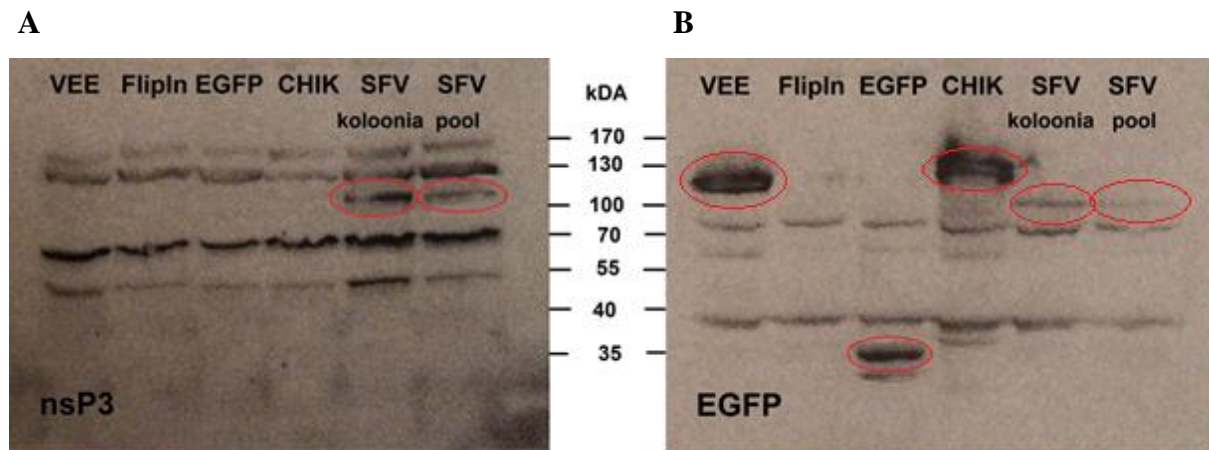 A
B
VEE FlipIn EGFP CHIK SFV SFV
koloonia pool
kDA
VEE FlipIn EGFP CHIK SFV SFV
koloonia pool
170
130
100
70
55
40
35
nsP3
EGFP